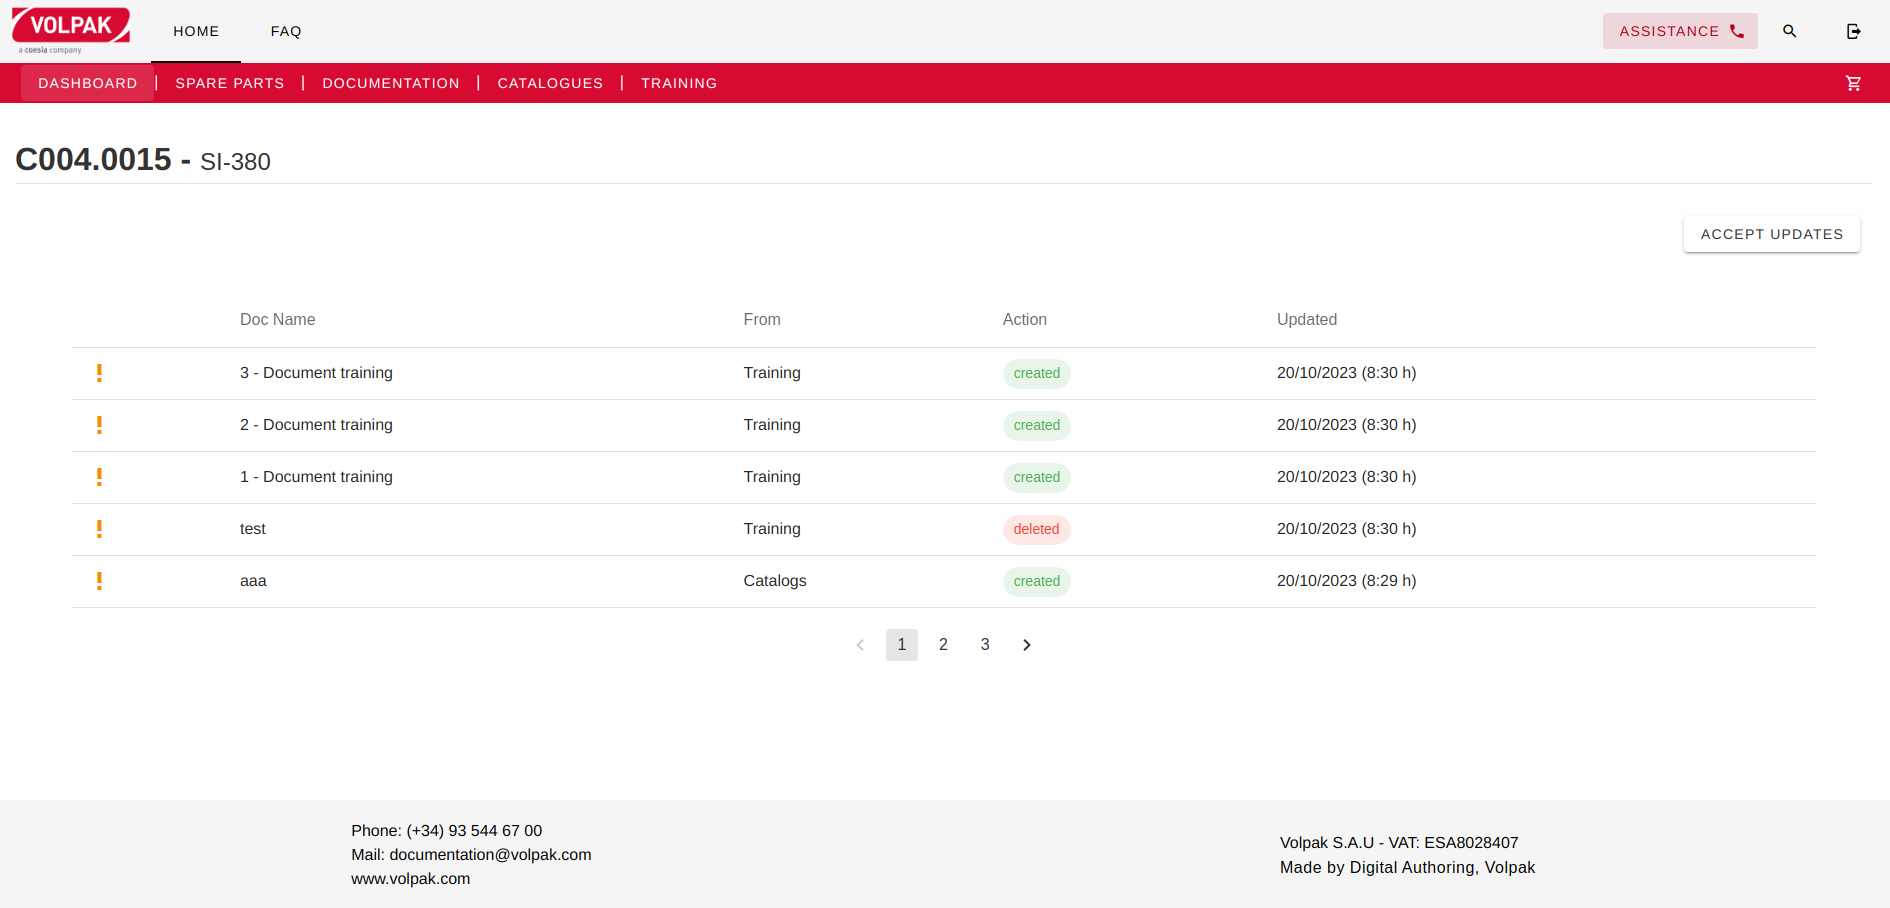 VOLPAK
a coesia company
HOME
FAQ
ASSISTANCE
DASHBOARD | SPARE PARTS | DOCUMENTATION | CATALOGUES | TRAINING
C004.0015 - SI-380
ACCEPT UPDATES
Doc Name From Action Updated
3 - Document training Training created 20/10/2023 (8:30 h)
2 - Document training Training created 20/10/2023 (8:30 h)
1 - Document training Training created 20/10/2023 (8:30 h)
test Training deleted 20/10/2023 (8:30 h)
aaa Catalogs created 20/10/2023 (8:29 h)
1 2 3
Phone: (+34) 93 544 67 00
Mail: documentation@volpak.com
www.volpak.com
Volpak S.A.U - VAT: ESA8028407
Made by Digital Authoring, Volpak